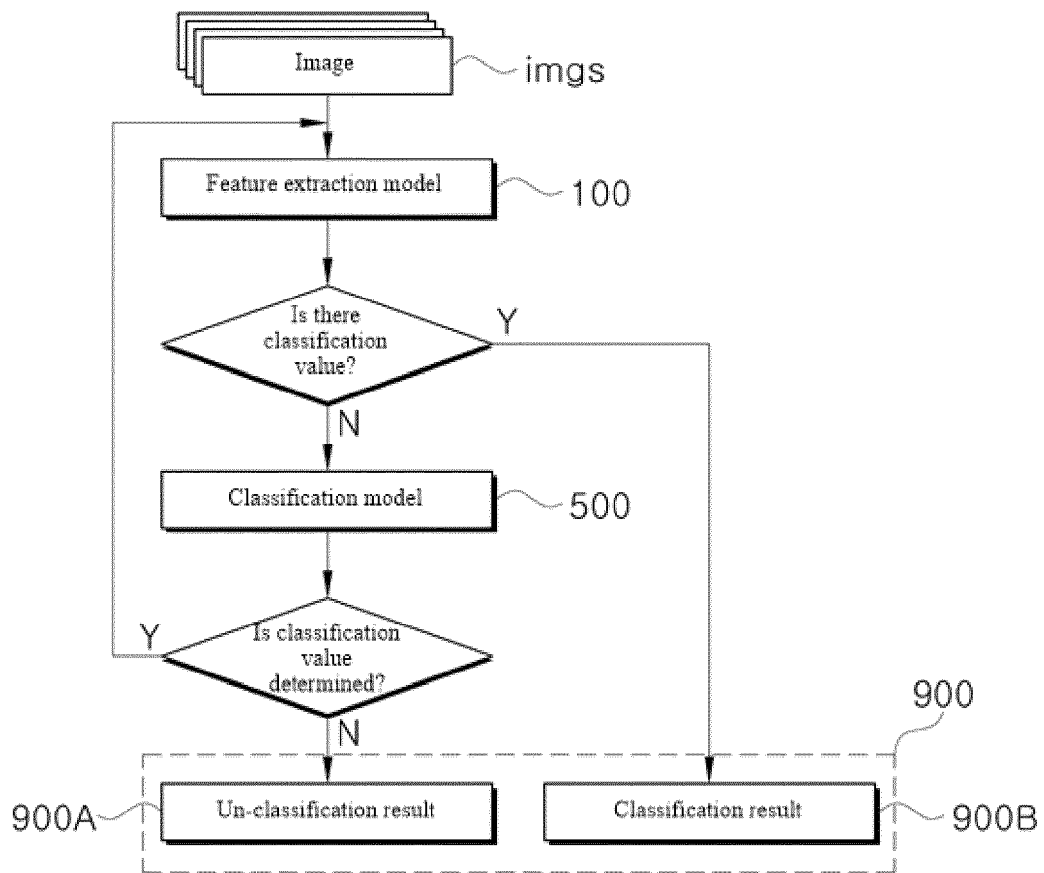 Image
imgs
Feature extraction model
100
Is there
classification
value?
Y
N
Classification model
500
Is classification
value
determined?
Y
N
900
900A
Un-classification result
Classification result
900B